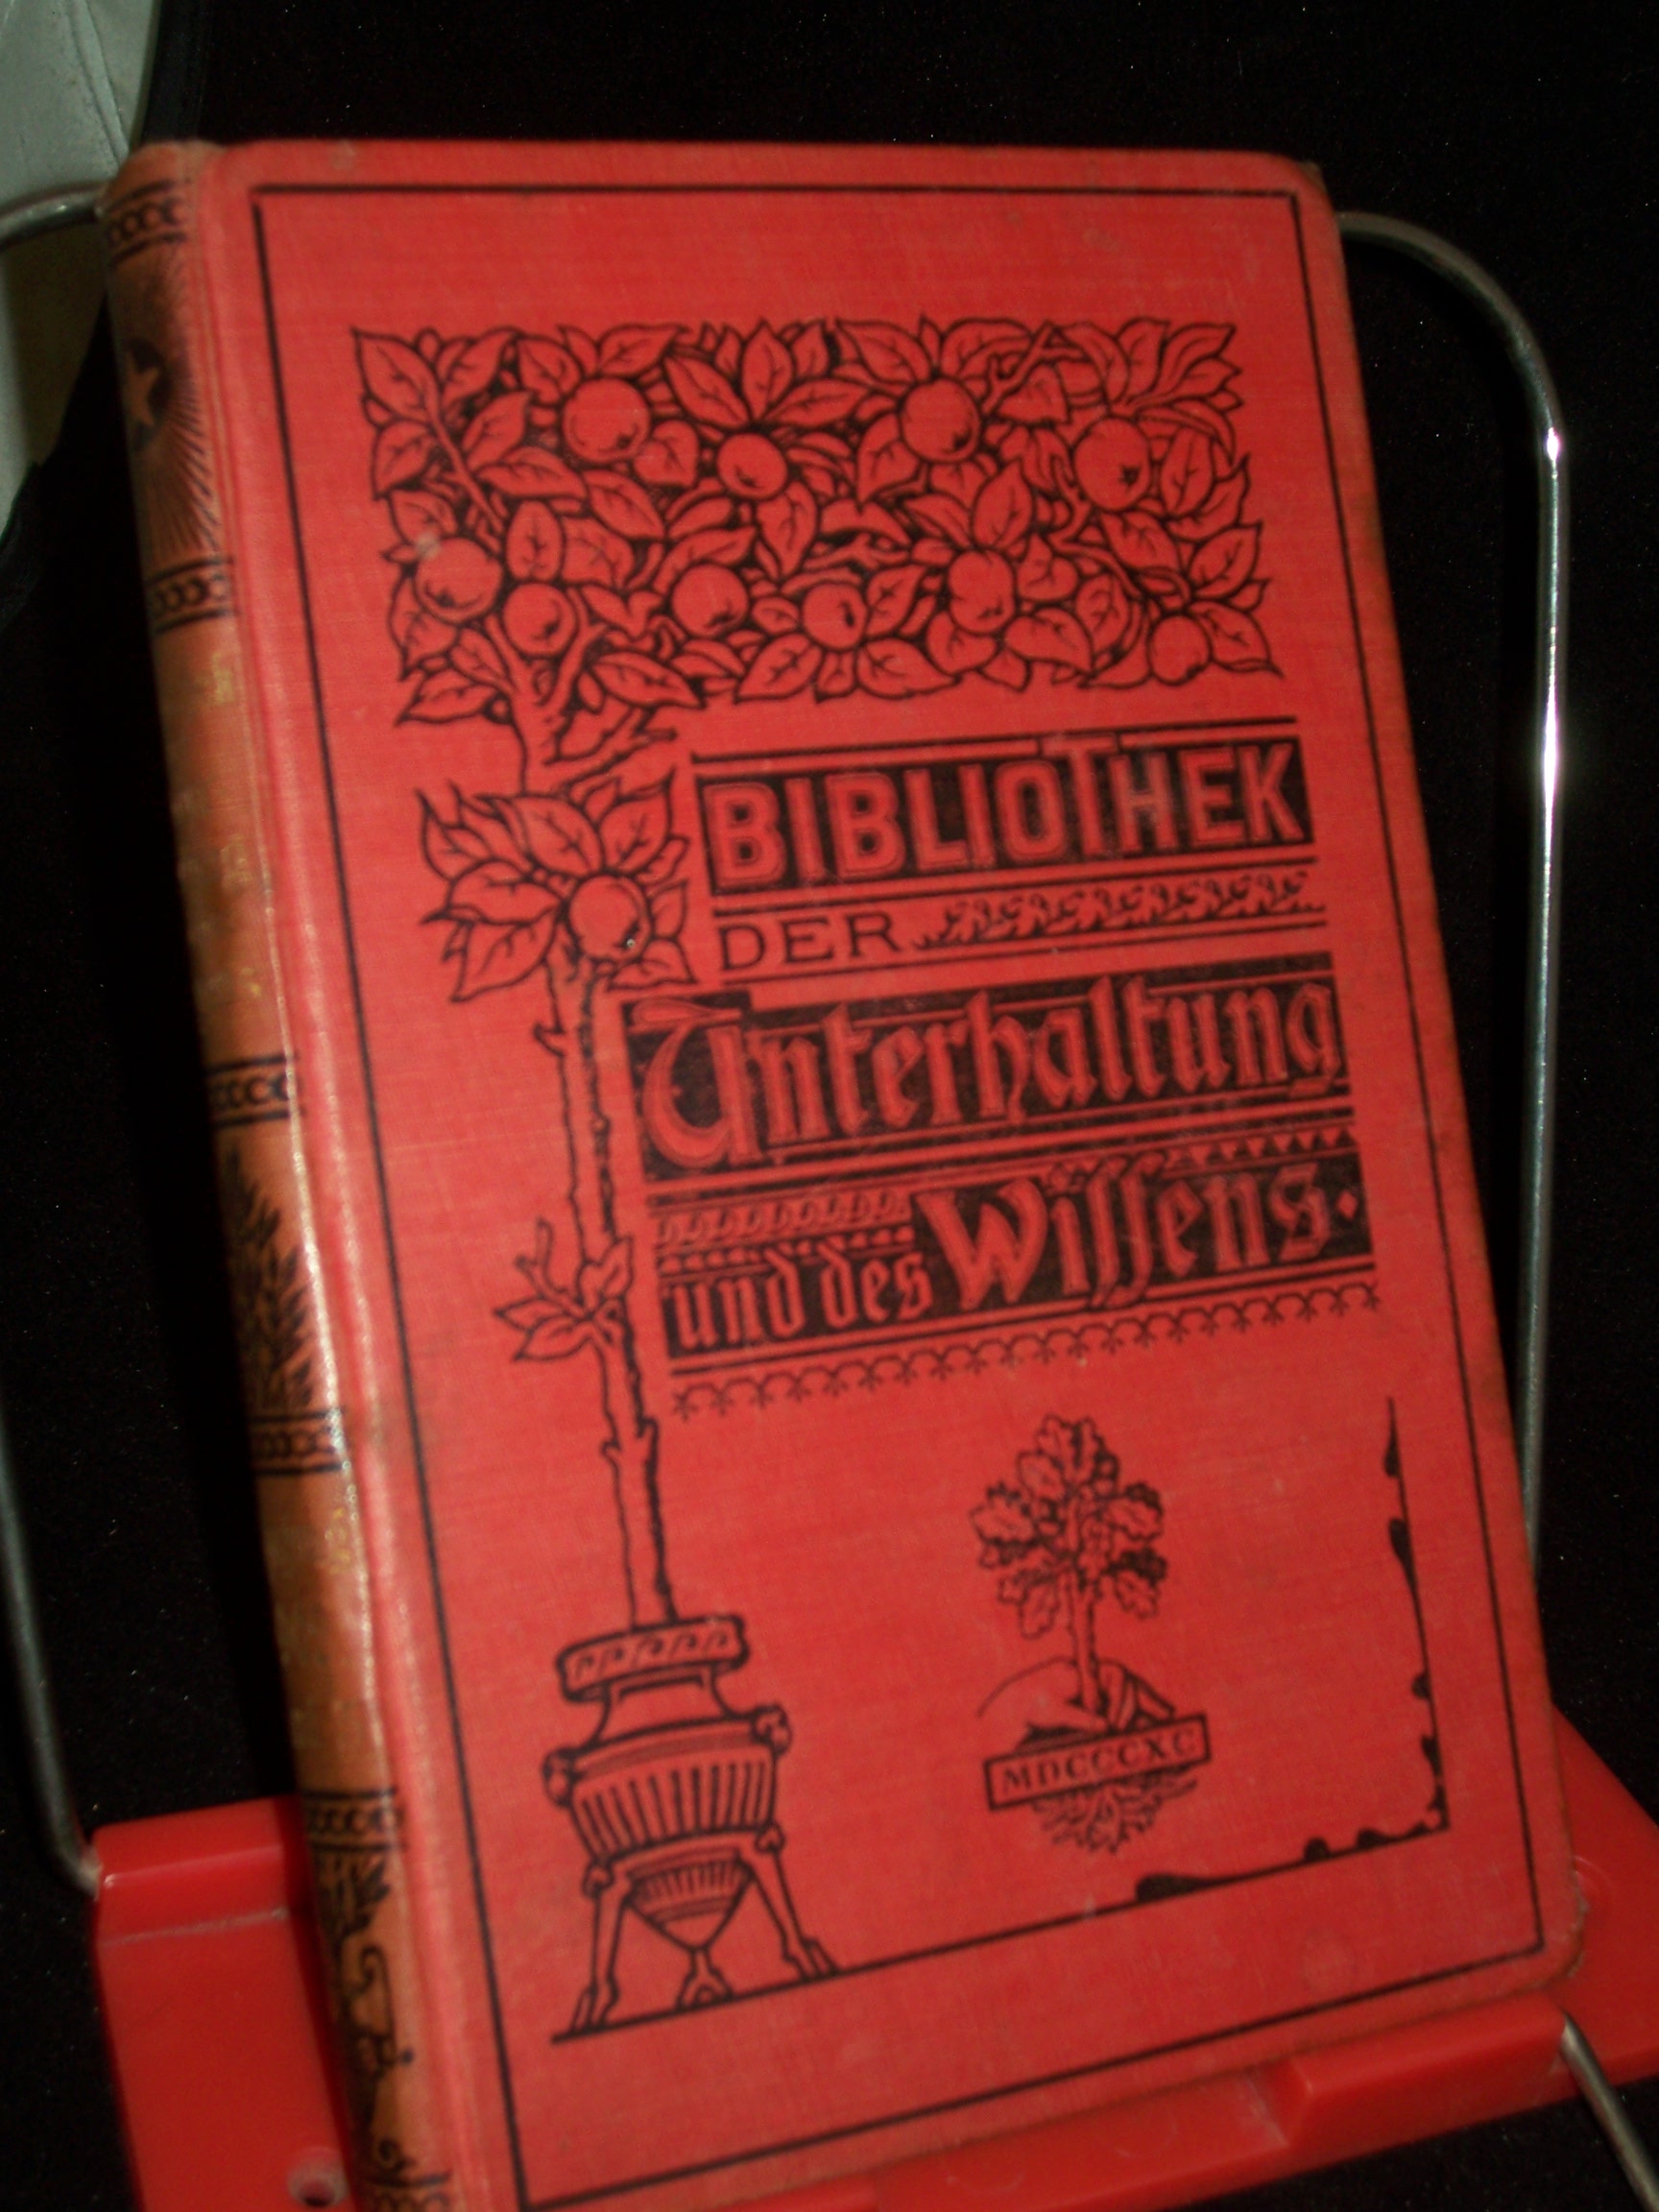 BIBLIOTHEK
DER
Unterhaltung
und des Wissens.
MDCCCXC